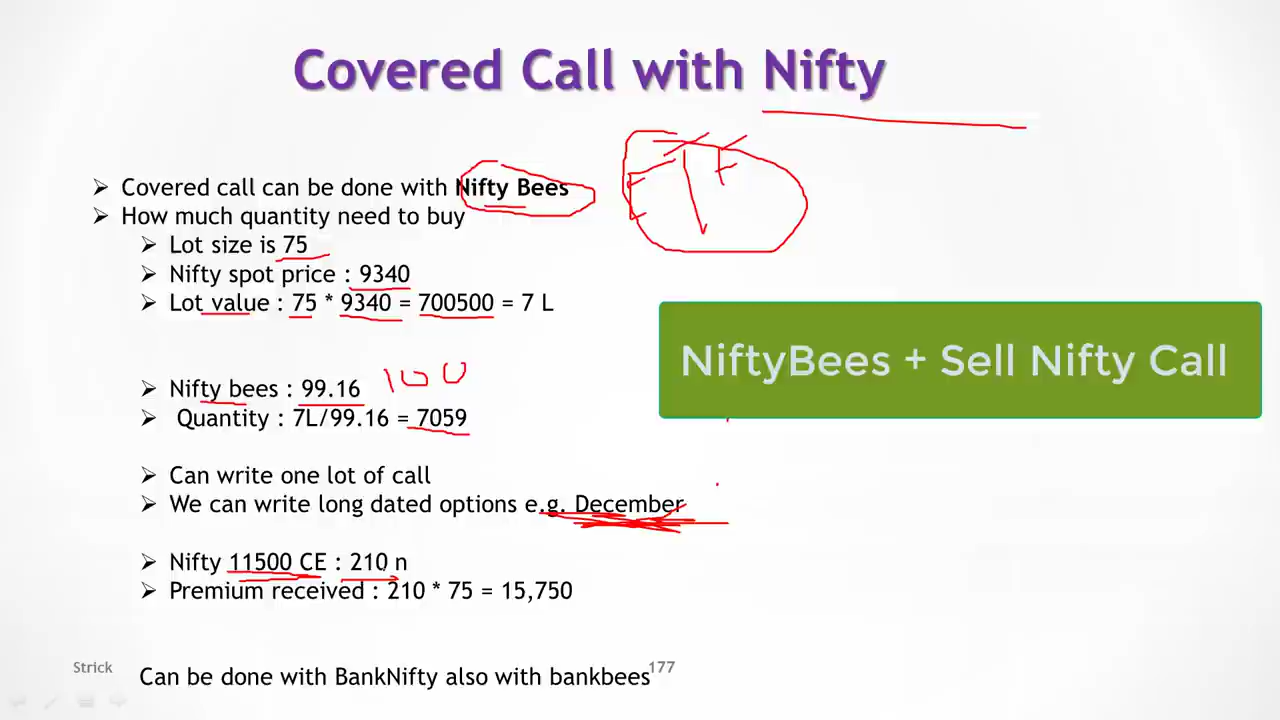 Covered Call with Nifty
Covered call can be done with Nifty Bees
How much quantity need to buy
Lot size is 75
Nifty spot price : 9340
Lot value : 75 * 9340 = 700500 = 7 L
Nifty bees : 99.16 100
Quantity : 7L/99.16 = 7059
NiftyBees + Sell Nifty Call
Can write one lot of call
We can write long dated options e.g. December
Nifty 11500 CE : 210 n
Premium received : 210 * 75 = 15,750
Strick
177
Can be done with BankNifty also with bankbees